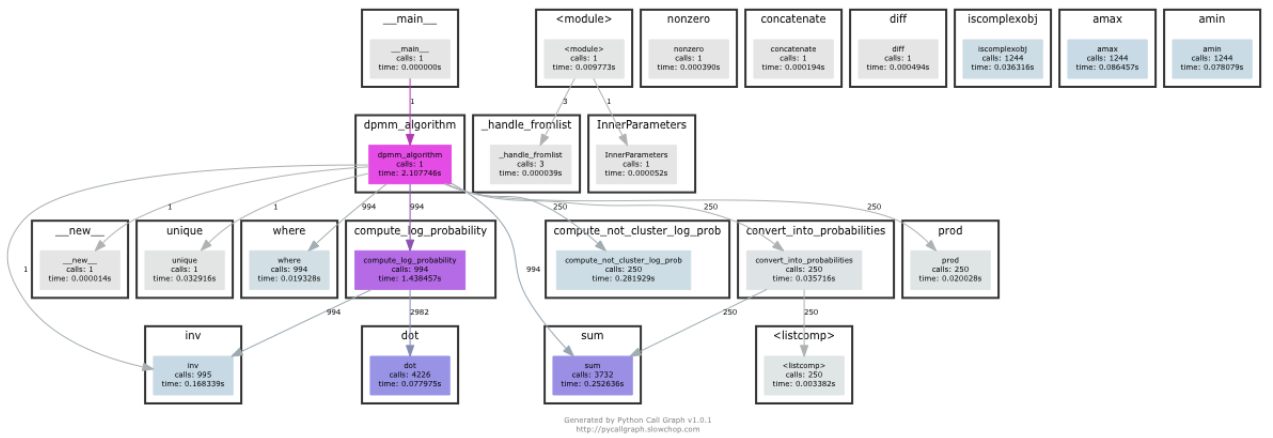 __main__
__main__
calls: 1
time: 0.000000s
<module>
<module>
calls: 1
time: 0.009773s
nonzero
nonzero
calls: 1
time: 0.000390s
concatenate
concatenate
calls: 1
time: 0.000194s
diff
diff
calls: 1
time: 0.000494s
iscomplexobj
iscomplexobj
calls: 1244
time: 0.036316s
amax
amax
calls: 1244
time: 0.086457s
amin
amin
calls: 1244
time: 0.078079s
1
3
1
dpmm_algorithm
dpmm_algorithm
calls: 1
time: 2.107746s
_handle_fromlist
_handle_fromlist
calls: 3
time: 0.000039s
InnerParameters
InnerParameters
calls: 1
time: 0.000052s
1
1
994
994
250
250
250
__new__
__new__
calls: 1
time: 0.000014s
unique
unique
calls: 1
time: 0.032916s
where
where
calls: 994
time: 0.019328s
compute_log_probability
compute_log_probability
calls: 994
time: 1.438457s
compute_not_cluster_log_prob
compute_not_cluster_log_prob
calls: 250
time: 0.281929s
convert_into_probabilities
convert_into_probabilities
calls: 250
time: 0.035716s
prod
prod
calls: 250
time: 0.020028s
1
994
994
2982
250
250
inv
inv
calls: 995
time: 0.168339s
dot
dot
calls: 4226
time: 0.077975s
sum
sum
calls: 3732
time: 0.252636s
<listcomp>
<listcomp>
calls: 250
time: 0.003382s
Generated by Python Call Graph v1.0.1
http://pycallgraph.slowchop.com